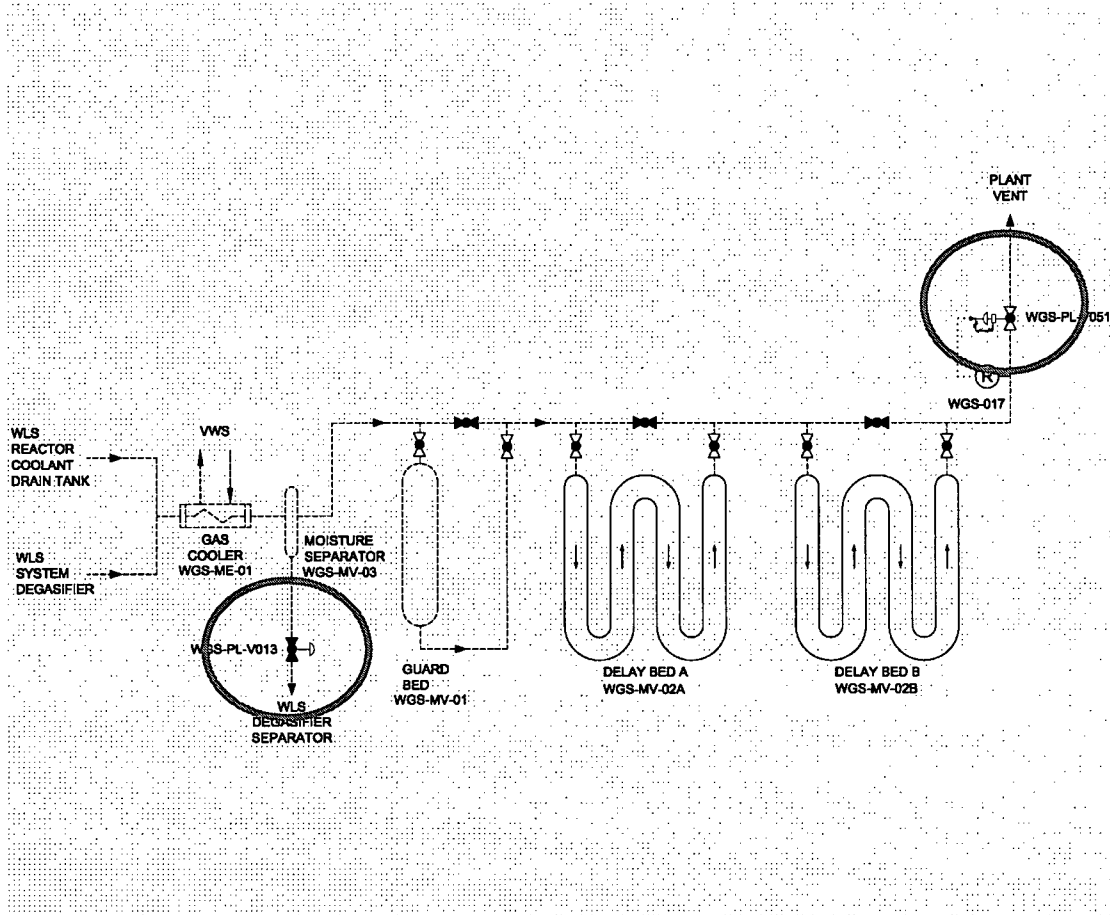 PLANT
VENT
WGS-PL-V051
R
WGS-017
WLS
REACTOR
COOLANT
DRAIN TANK
VWS
GAS
COOLER
WGS-ME-01
MOISTURE
SEPARATOR
WGS-MV-03
WLS
SYSTEM
DEGASIFIER
WGS-PL-V013
WLS
DEGASIFIER
SEPARATOR
GUARD
BED
WGS-MV-01
DELAY BED A
WGS-MV-02A
DELAY BED B
WGS-MV-02B